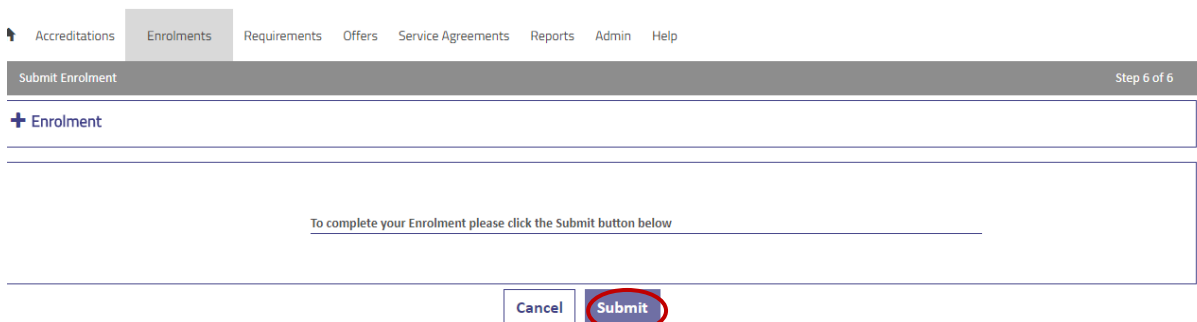 Accreditations Enrolments Requirements Offers Service Agreements Reports Admin Help
Submit Enrolment Step 6 of 6
Enrolment
To complete your Enrolment please click the Submit button below
Cancel Submit